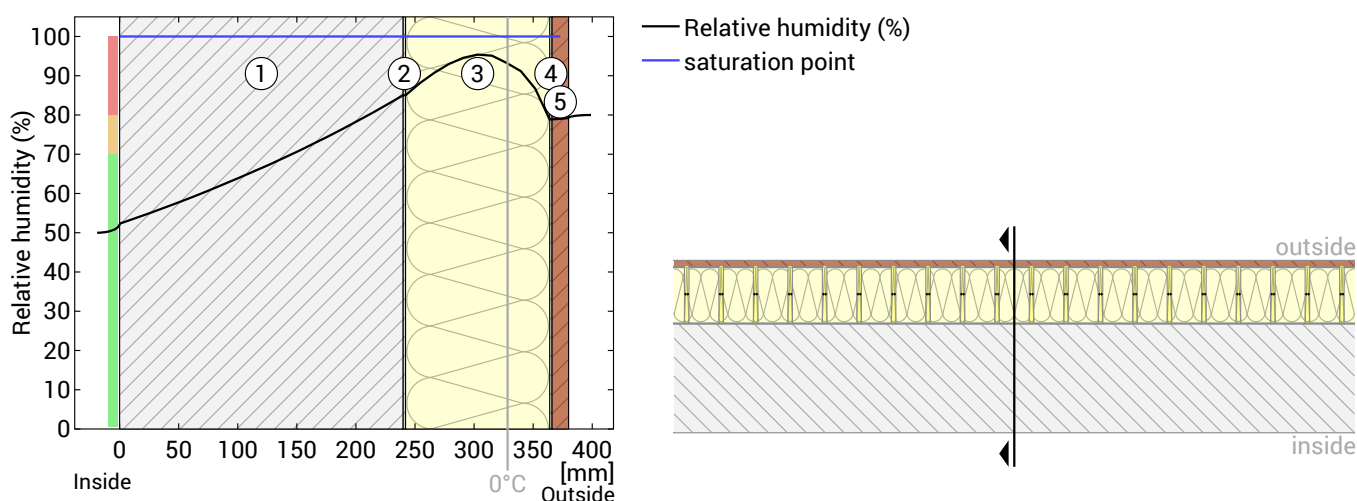 Relative humidity (%)
saturation point
Relative humidity (%)
100
90
80
70
60
50
40
30
20
10
0
1
2
3
4
5
0
50
100
150
200
250
300
350
400
[mm]
Inside
0°C
Outside
outside
inside